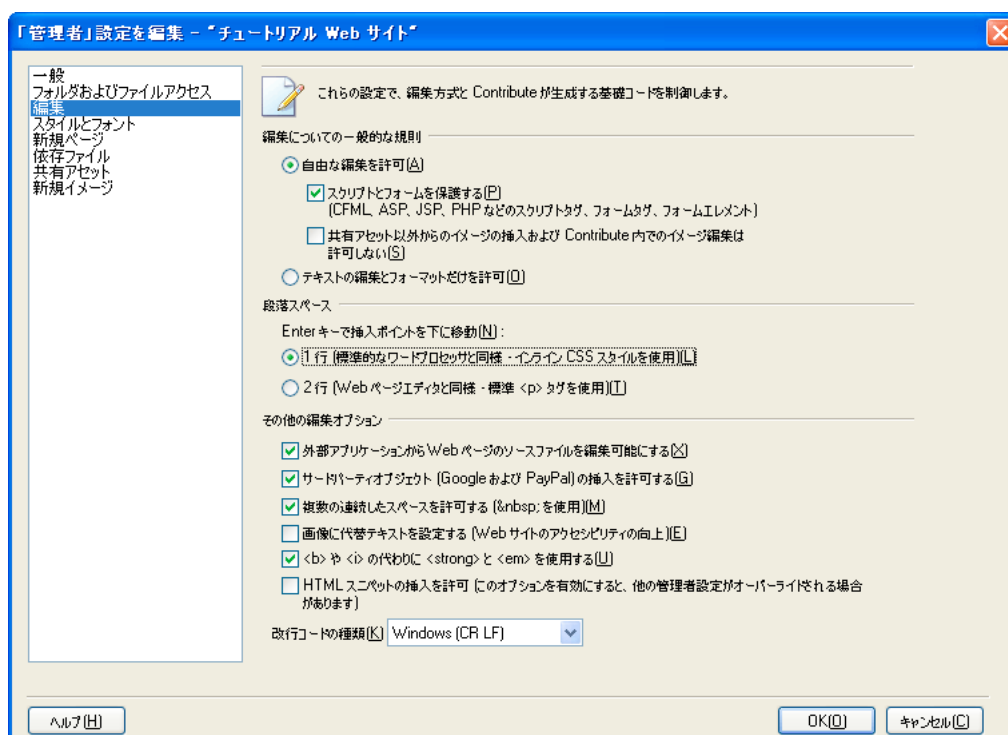 「管理者」設定を編集 - "チュートリアル Web サイト"
一般
フォルダおよびファイルアクセス
編集
スタイルとフォント
新規ページ
依存ファイル
共有アセット
新規イメージ
これらの設定で、編集方式と Contribute が生成する基礎コードを制御します。
編集についての一般的な規則
自由な編集を許可(A)
スクリプトとフォームを保護する(P)
(CFML、ASP、JSP、PHP などのスクリプトタグ、フォームタグ、フォームエレメント)
共有アセット以外からのイメージの挿入および Contribute 内でのイメージ編集は
許可しない(S)
テキストの編集とフォーマットだけを許可(O)
段落スペース
Enter キーで挿入ポイントを下に移動(N) :
1 行 (標準的なワードプロセッサと同様 - インライン CSS スタイルを使用)(L)
2 行 (Web ページエディタと同様 - 標準 <p> タグを使用)(T)
その他の編集オプション
外部アプリケーションから Web ページのソースファイルを編集可能にする(X)
サードパーティオブジェクト (Google および PayPal) の挿入を許可する(G)
複数の連続したスペースを許可する (&nbsp; を使用)(M)
画像に代替テキストを設定する (Web サイトのアクセシビリティの向上)(E)
<b> や <i> の代わりに <strong> と <em> を使用する(U)
HTML スニペットの挿入を許可 (このオプションを有効にすると、他の管理者設定がオーバーライドされる場合
があります)
改行コードの種類(K) Windows (CR LF)
ヘルプ(H)
OK(O)
キャンセル(C)